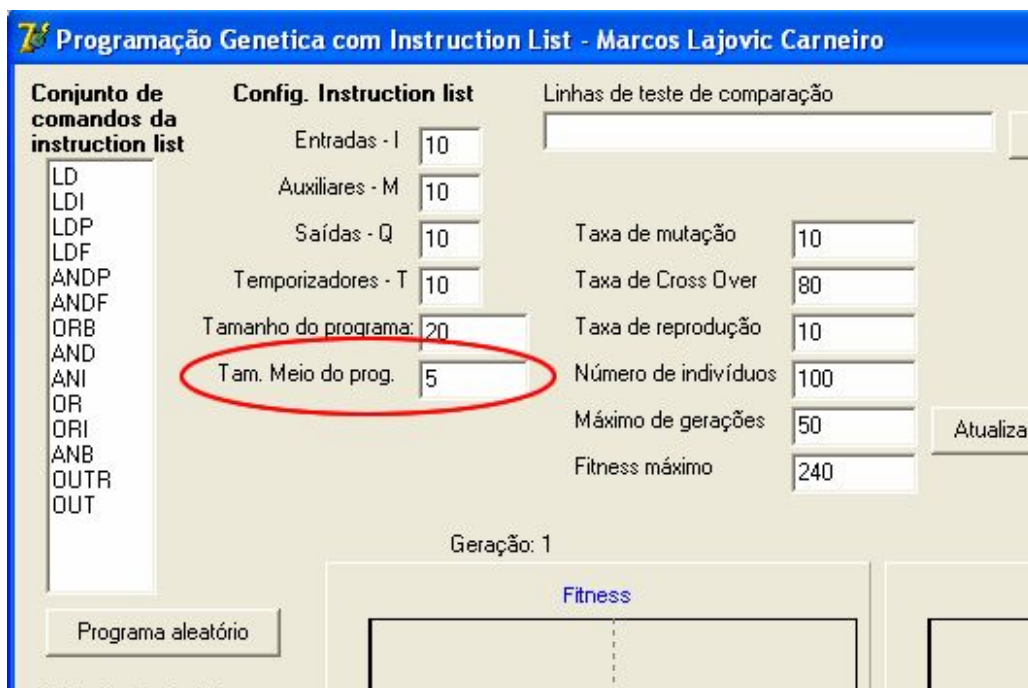 Programação Genetica com Instruction List - Marcos Lajovic Carneiro
Conjunto de
comandos da
instruction list
LD
LDI
LDP
LDF
ANDP
ANDF
ORB
AND
ANI
OR
ORI
ANB
OUTR
OUT
Programa aleatório
Config. Instruction list
Entradas - I 10
Auxiliares - M 10
Saídas - Q 10
Temporizadores - T 10
Tamanho do programa: 20
Tam. Meio do prog. 5
Linhas de teste de comparação
Taxa de mutação 10
Taxa de Cross Over 80
Taxa de reprodução 10
Número de indivíduos 100
Máximo de gerações 50
Fitness máximo 240
Atualiza
Geração: 1
Fitness